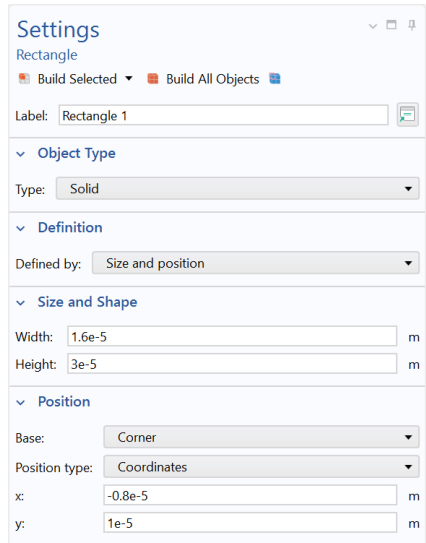 Settings
Rectangle
Build Selected Build All Objects
Label: Rectangle 1
Object Type
Type: Solid
Definition
Defined by: Size and position
Size and Shape
Width: 1.6e-5 m
Height: 3e-5 m
Position
Base: Corner
Position type: Coordinates
x: -0.8e-5 m
y: 1e-5 m